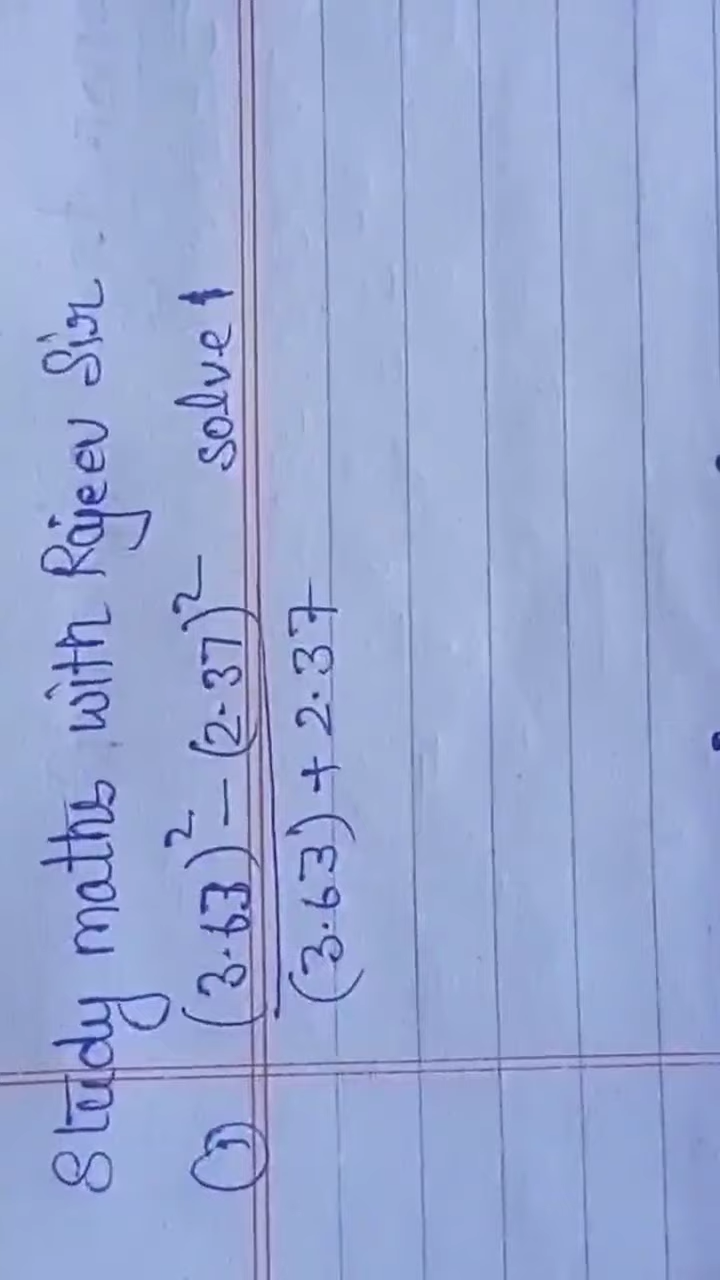 Study maths with Rajeev Sir.
(1) (3.63)² - (2.37)² solve!
(3.63) + 2.37